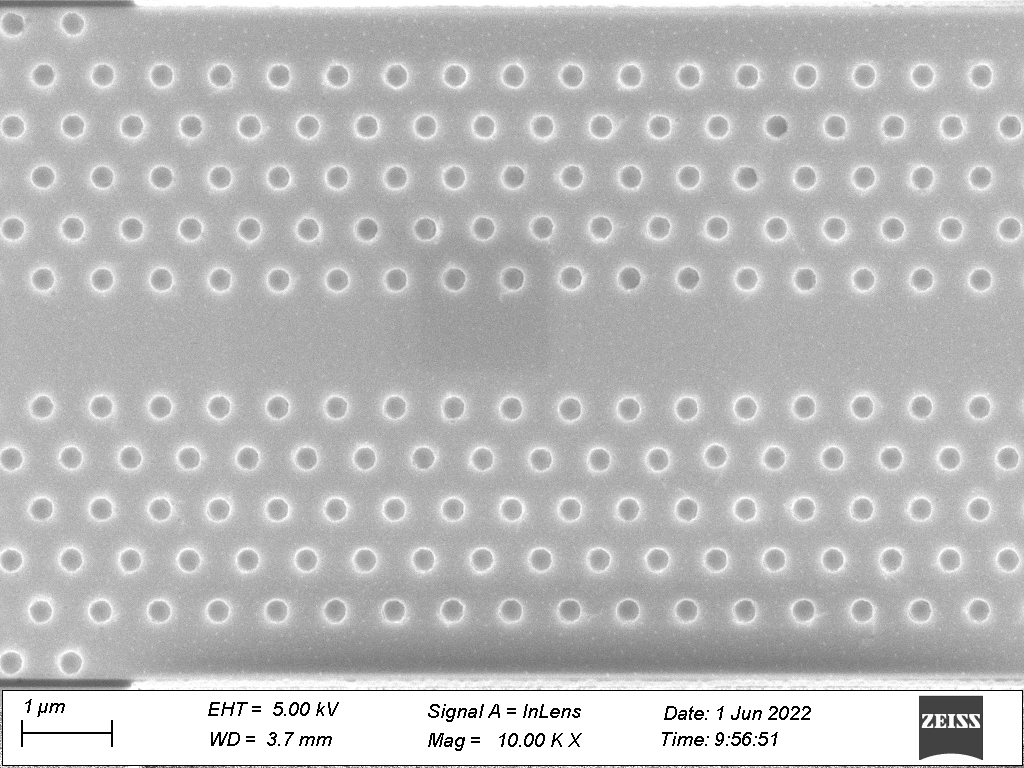 1 µm
EHT = 5.00 kV
WD = 3.7 mm
Signal A = InLens
Mag = 10.00 K X
Date: 1 Jun 2022
Time: 9:56:51
ZEISS